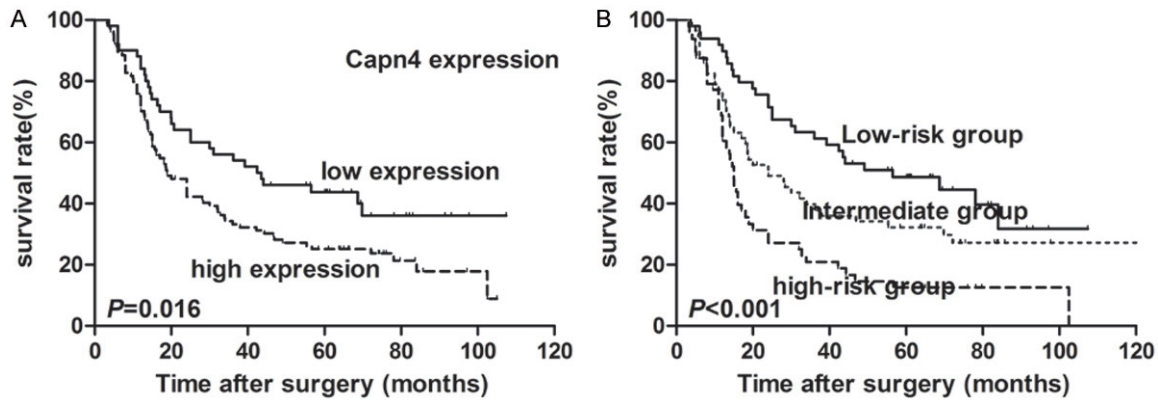 A
survival rate(%)
100
80
60
40
20
0
Capn4 expression
low expression
high expression
P=0.016
0 20 40 60 80 100 120
Time after surgery (months)
B
survival rate(%)
100
80
60
40
20
0
Low-risk group
Intermediate group
high-risk group
P<0.001
0 20 40 60 80 100 120
Time after surgery (months)